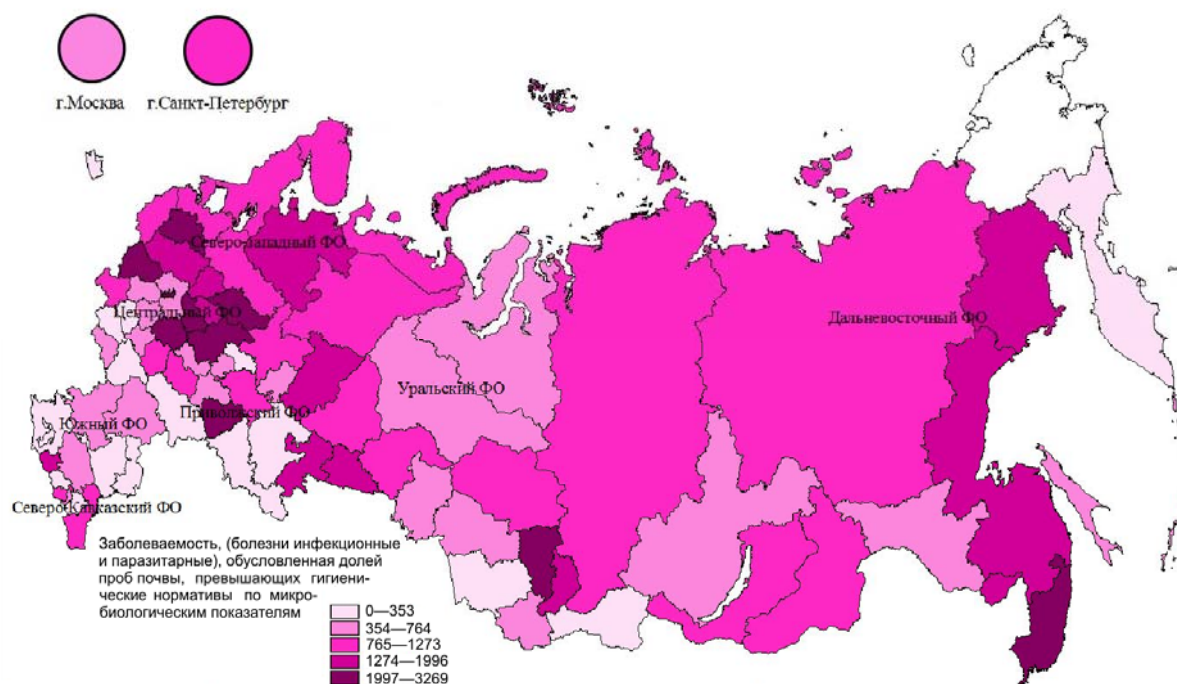 г.Москва
г.Санкт-Петербург
Северо-Западный ФО
Центральный ФО
Дальневосточный ФО
Уральский ФО
Приволжский ФО
Южный ФО
Северо-Кавказский ФО
Заболеваемость, (болезни инфекционные
и паразитарные), обусловленная долей
проб почвы, превышающих гигиени-
ческие нормативы по микро-
биологическим показателям
0—353
354—764
765—1273
1274—1996
1997—3269